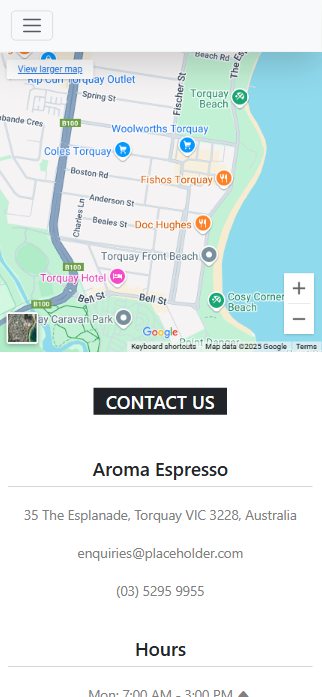 Beach Rd
The Es
View larger map
Rip Curl Torquay Outlet
Fischer St
Spring St
Torquay
Beach
B100
Woolworths Torquay
Coles Torquay
Boston Rd
Fishos Torquay
Charles Ln
Anderson St
Beales St
Doc Hughes
Torquay Front Beach
B100
Torquay Hotel
Bell St
Bell St
Cosy Corner
Beach
B100
ay Caravan Park
Google
Point Danger
Keyboard shortcuts Map data ©2025 Google Terms
CONTACT US
Aroma Espresso
35 The Esplanade, Torquay VIC 3228, Australia
enquiries@placeholder.com
(03) 5295 9955
Hours
Mon: 7:00 AM - 3:00 PM